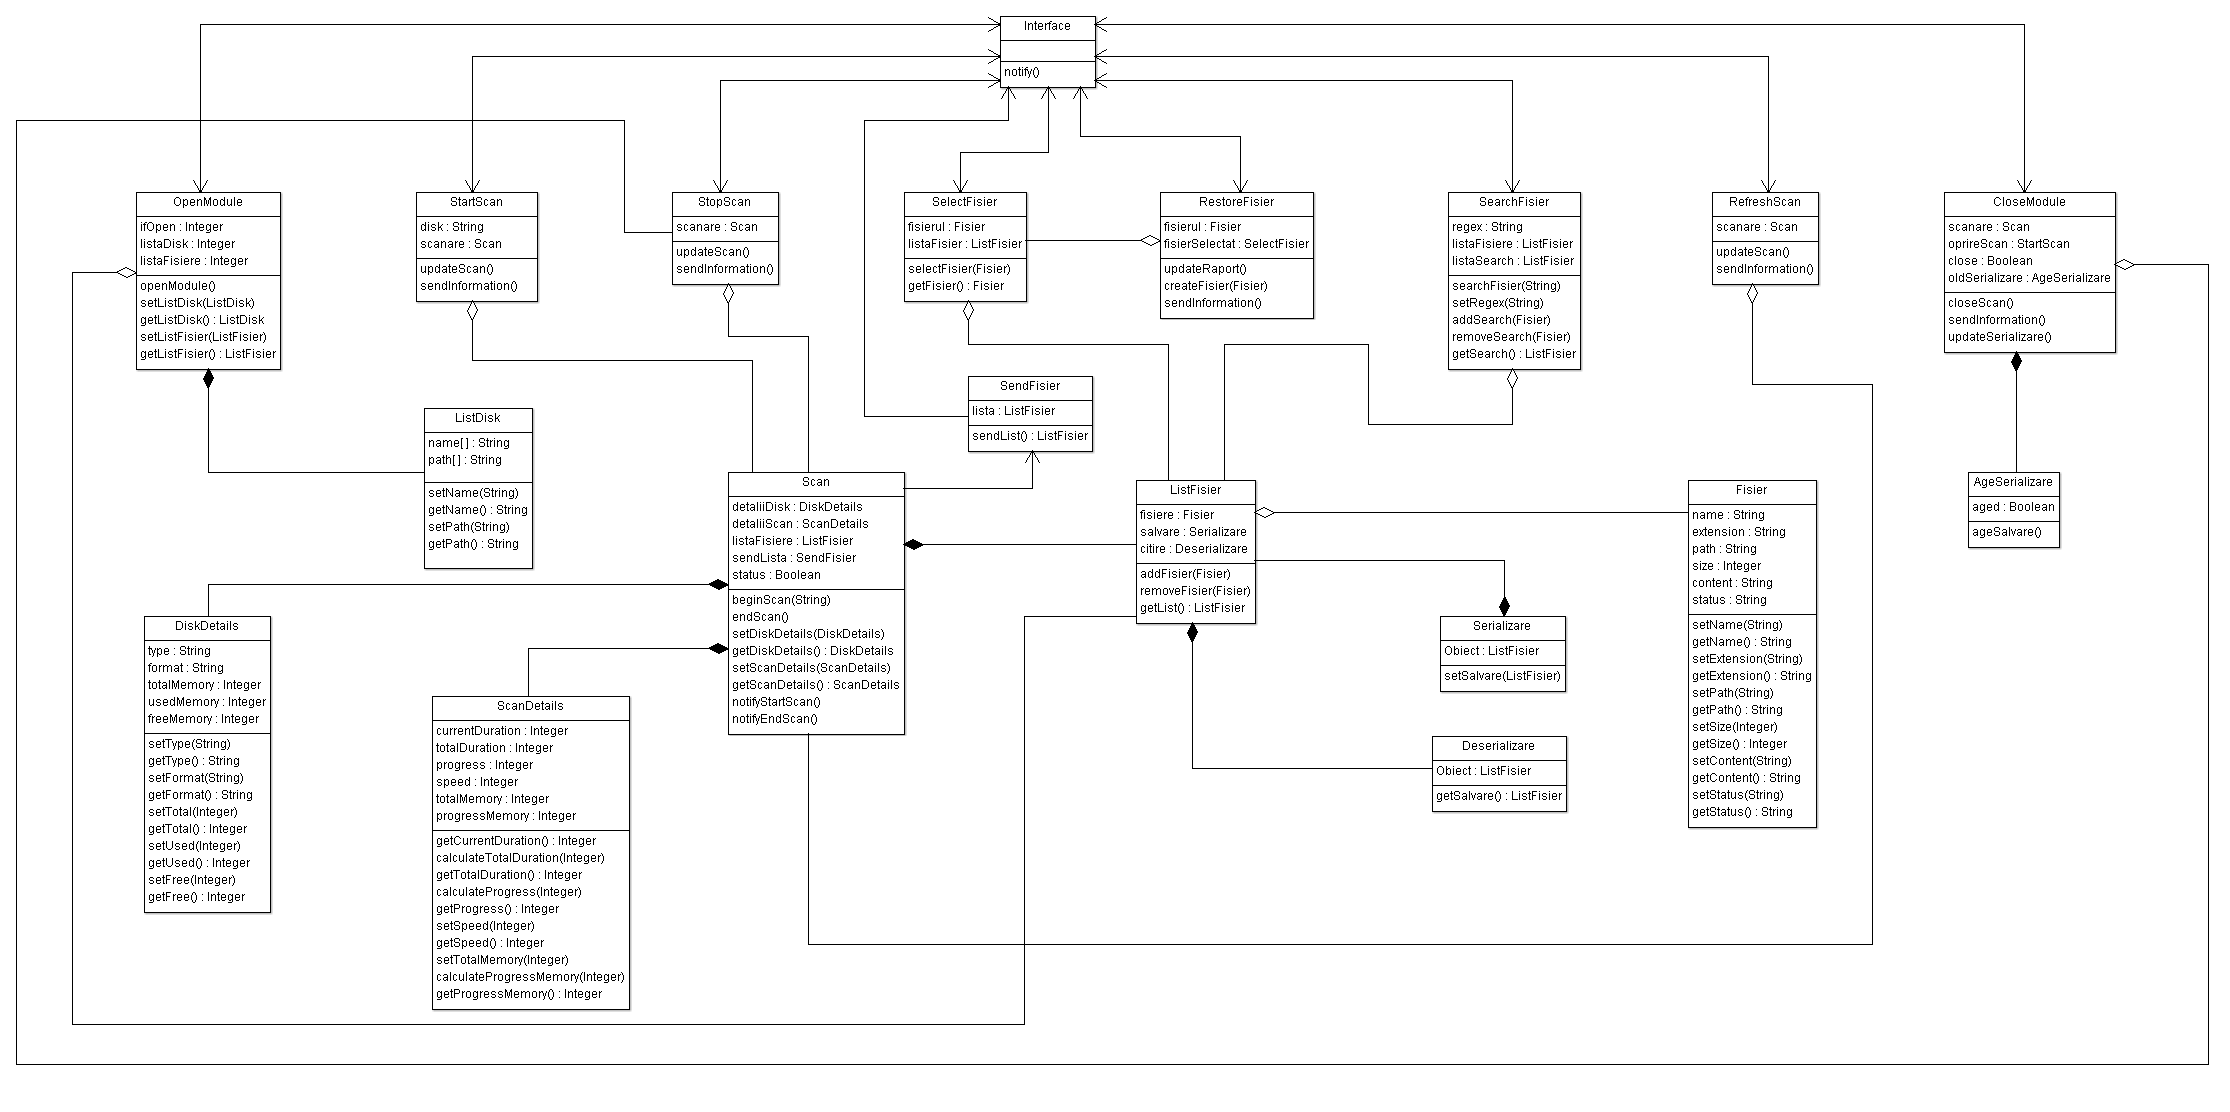 Interface
notify()
OpenModule
ifOpen : Integer
listaDisk : Integer
listaFisiere : Integer
openModule()
setListDisk(ListDisk)
getListDisk() : ListDisk
setListFisier(ListFisier)
getListFisier() : ListFisier
StartScan
disk : String
scanare : Scan
updateScan()
sendInformation()
StopScan
scanare : Scan
updateScan()
sendInformation()
SelectFisier
fisierul : Fisier
listaFisier : ListFisier
selectFisier(Fisier)
getFisier() : Fisier
RestoreFisier
fisierul : Fisier
fisierSelectat : SelectFisier
updateRaport()
createFisier(Fisier)
sendInformation()
SearchFisier
regex : String
listaFisiere : ListFisier
listaSearch : ListFisier
searchFisier(String)
setRegex(String)
addSearch(Fisier)
removeSearch(Fisier)
getSearch() : ListFisier
RefreshScan
scanare : Scan
updateScan()
sendInformation()
CloseModule
scanare : Scan
oprireScan : StartScan
close : Boolean
oldSerializare : AgeSerializare
closeScan()
sendInformation()
updateSerializare()
SendFisier
lista : ListFisier
sendList() : ListFisier
ListDisk
name[ ] : String
path[ ] : String
setName(String)
getName() : String
setPath(String)
getPath() : String
Scan
detaliiDisk : DiskDetails
detaliiScan : ScanDetails
listaFisiere : ListFisier
sendLista : SendFisier
status : Boolean
beginScan(String)
endScan()
setDiskDetails(DiskDetails)
getDiskDetails() : DiskDetails
setScanDetails(ScanDetails)
getScanDetails() : ScanDetails
notifyStartScan()
notifyEndScan()
ListFisier
fisiere : Fisier
salvare : Serializare
citire : Deserializare
addFisier(Fisier)
removeFisier(Fisier)
getList() : ListFisier
Fisier
name : String
extension : String
path : String
size : Integer
content : String
status : String
setName(String)
getName() : String
setExtension(String)
getExtension() : String
setPath(String)
getPath() : String
setSize(Integer)
getSize() : Integer
setContent(String)
getContent() : String
setStatus(String)
getStatus() : String
AgeSerializare
aged : Boolean
ageSalvare()
DiskDetails
type : String
format : String
totalMemory : Integer
usedMemory : Integer
freeMemory : Integer
setType(String)
getType() : String
setFormat(String)
getFormat() : String
setTotal(Integer)
getTotal() : Integer
setUsed(Integer)
getUsed() : Integer
setFree(Integer)
getFree() : Integer
ScanDetails
currentDuration : Integer
totalDuration : Integer
progress : Integer
speed : Integer
totalMemory : Integer
progressMemory : Integer
getCurrentDuration() : Integer
calculateTotalDuration(Integer)
getTotalDuration() : Integer
calculateProgress(Integer)
getProgress() : Integer
setSpeed(Integer)
getSpeed() : Integer
setTotalMemory(Integer)
calculateProgressMemory(Integer)
getProgressMemory() : Integer
Serializare
Obiect : ListFisier
setSalvare(ListFisier)
Deserializare
Obiect : ListFisier
getSalvare() : ListFisier